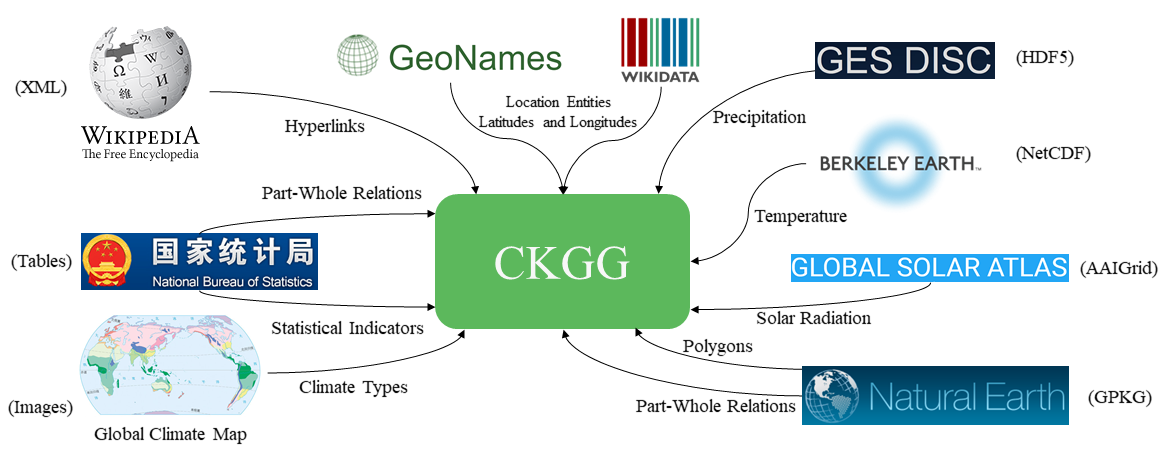 (XML)
Ω
W
И
維
WIKIPEDIA
The Free Encyclopedia
GeoNames
WIKIDATA
GES DISC
(HDF5)
Hyperlinks
Location Entities
Latitudes and Longitudes
Precipitation
BERKELEY EARTH™
(NetCDF)
Part-Whole Relations
Temperature
(Tables)
国家统计局
National Bureau of Statistics
CKGG
GLOBAL SOLAR ATLAS
(AAIGrid)
Statistical Indicators
Solar Radiation
Polygons
Climate Types
Part-Whole Relations
Natural Earth
(GPKG)
(Images)
Global Climate Map